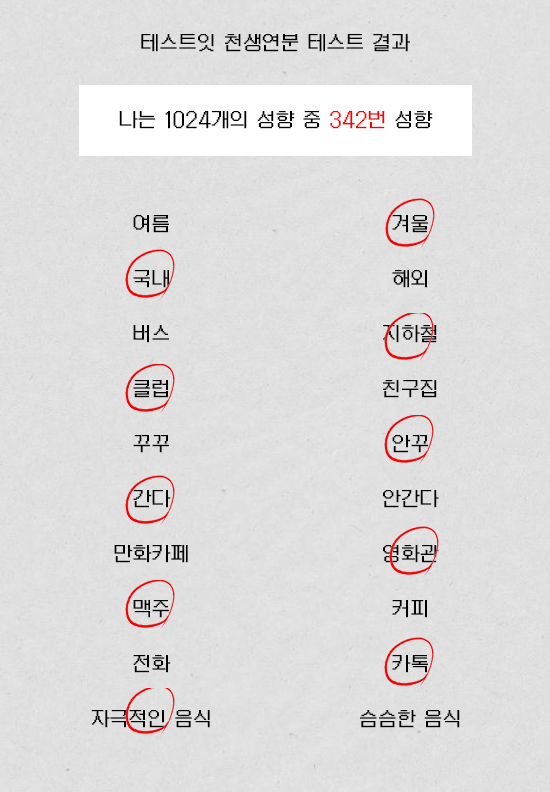 테스트잇 천생연분 테스트 결과
나는 1024개의 성향 중 342번 성향
여름 겨울
국내 해외
버스 지하철
클럽 친구집
꾸꾸 안꾸
간다 안간다
만화카페 영화관
맥주 커피
전화 카톡
자극적인 음식 슴슴한 음식